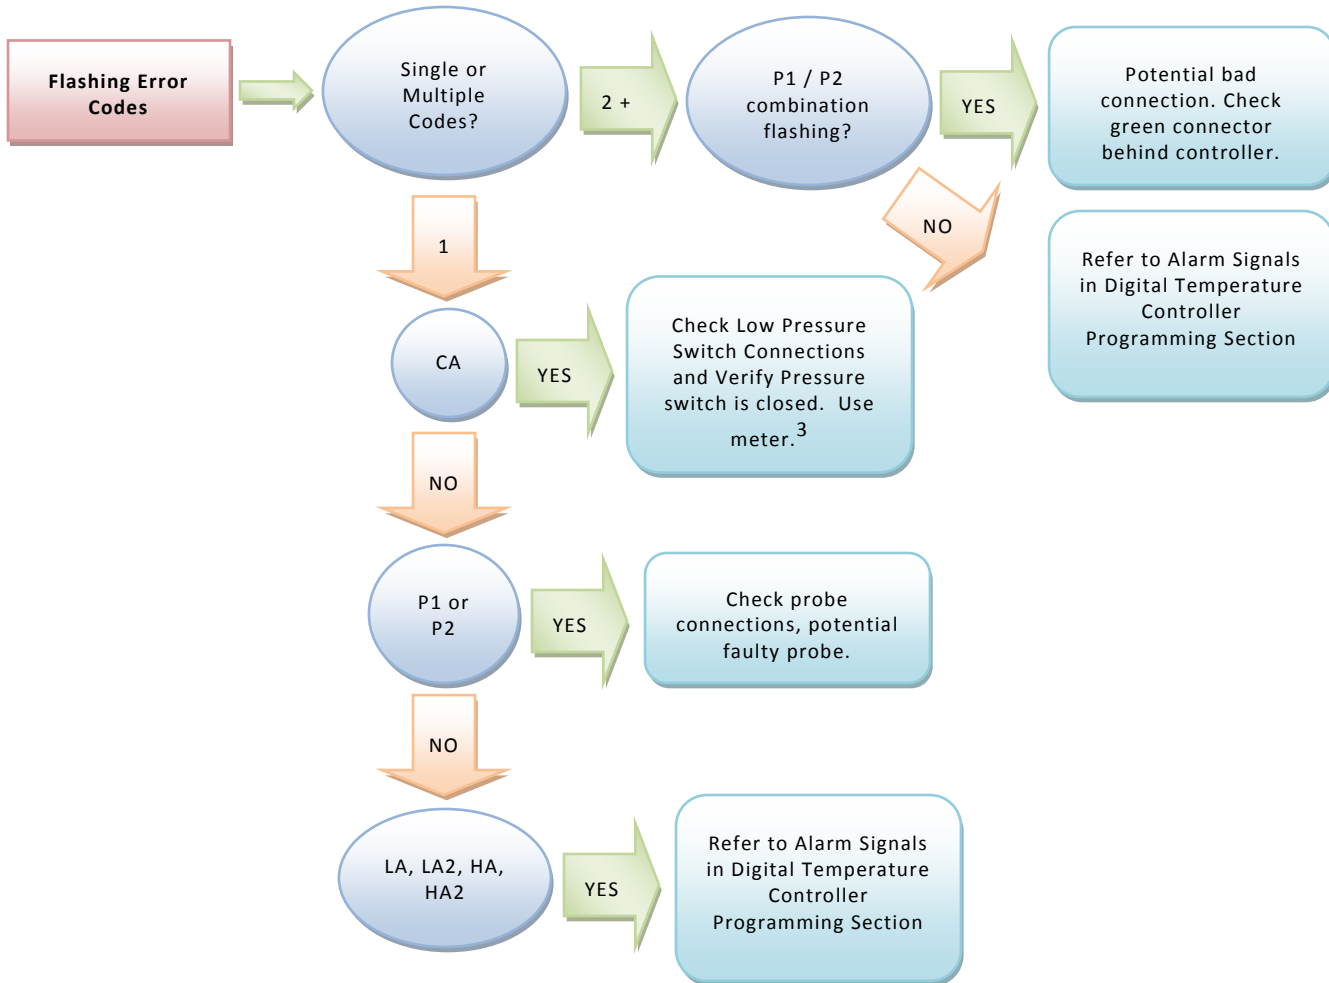 Flashing Error
Codes
Single or
Multiple
Codes?
2 +
P1 / P2
combination
flashing?
YES
Potential bad
connection. Check
green connector
behind controller.
NO
Refer to Alarm Signals
in Digital Temperature
Controller
Programming Section
1
CA
YES
Check Low Pressure
Switch Connections
and Verify Pressure
switch is closed.  Use
meter.3
NO
P1 or
P2
YES
Check probe
connections, potential
faulty probe.
NO
LA, LA2, HA,
HA2
YES
Refer to Alarm Signals
in Digital Temperature
Controller
Programming Section